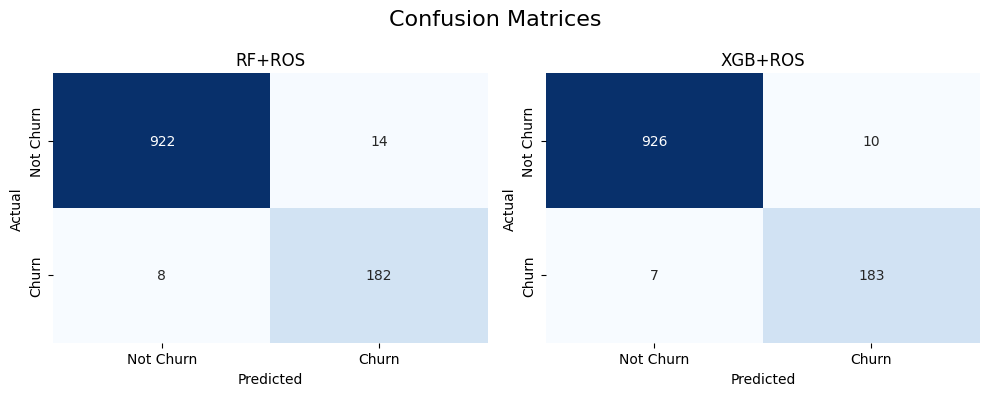 Confusion Matrices
RF+ROS
Actual
Not Churn
922
14
Churn
8
182
Not Churn
Churn
Predicted
XGB+ROS
Actual
Not Churn
926
10
Churn
7
183
Not Churn
Churn
Predicted